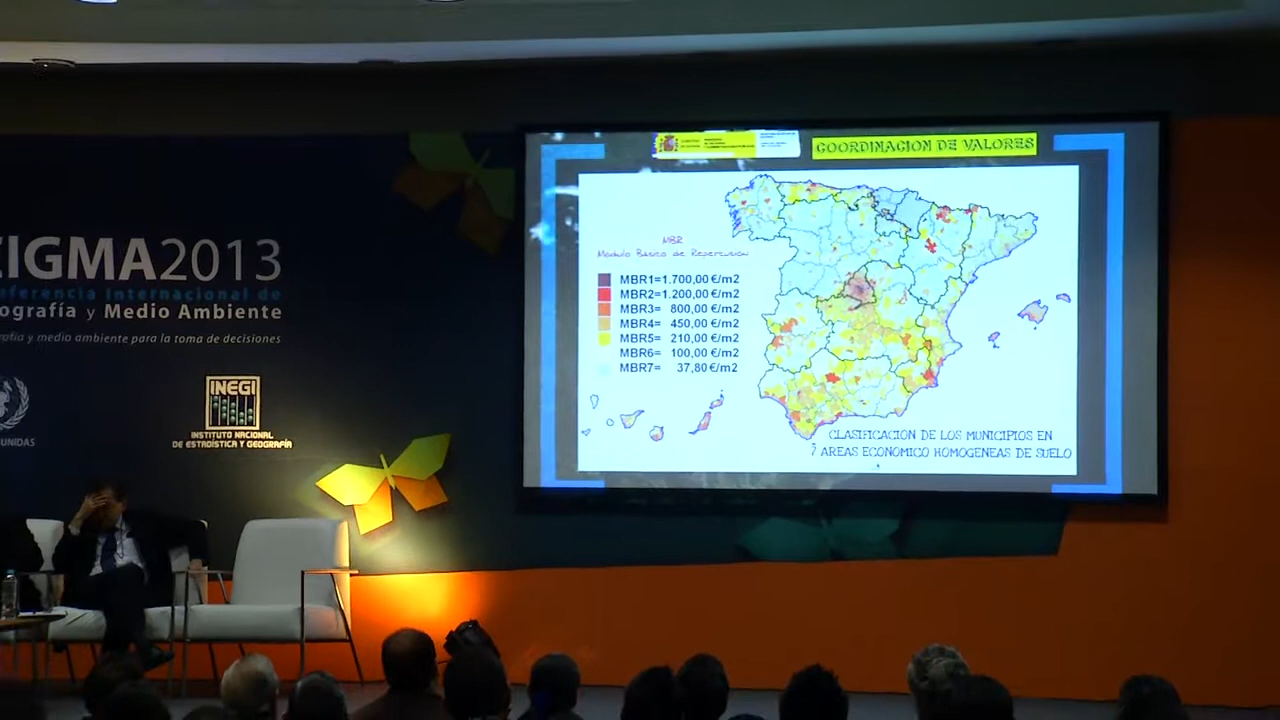 IGMA2013
ferencia Internacional de
ografía y Medio Ambiente
afía y medio ambiente para la toma de decisiones
UNIDAS
INEGI
INSTITUTO NACIONAL
DE ESTADÍSTICA Y GEOGRAFÍA
COORDINACION DE VALORES
MBR
Modulo Basico de Repercusion
MBR1=1.700,00 €/m2
MBR2=1.200,00 €/m2
MBR3= 800,00 €/m2
MBR4= 450,00 €/m2
MBR5= 210,00 €/m2
MBR6= 100,00 €/m2
MBR7= 37,80 €/m2
CLASIFICACION DE LOS MUNICIPIOS EN
7 AREAS ECONOMICO HOMOGENEAS DE SUELO